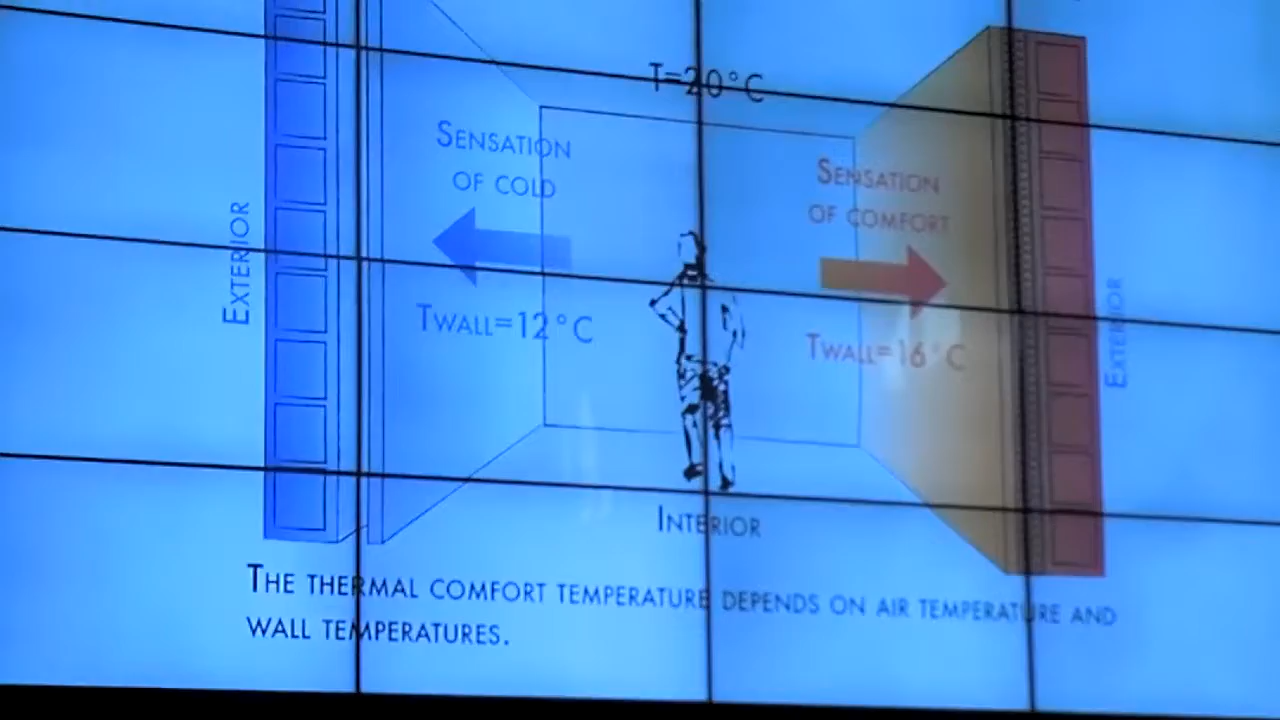 T=20°C
SENSATION
OF COLD
SENSATION
OF COMFORT
EXTERIOR
TWALL=12°C
TWALL=16°C
EXTERIOR
INTERIOR
THE THERMAL COMFORT TEMPERATURE DEPENDS ON AIR TEMPERATURE AND
WALL TEMPERATURES.